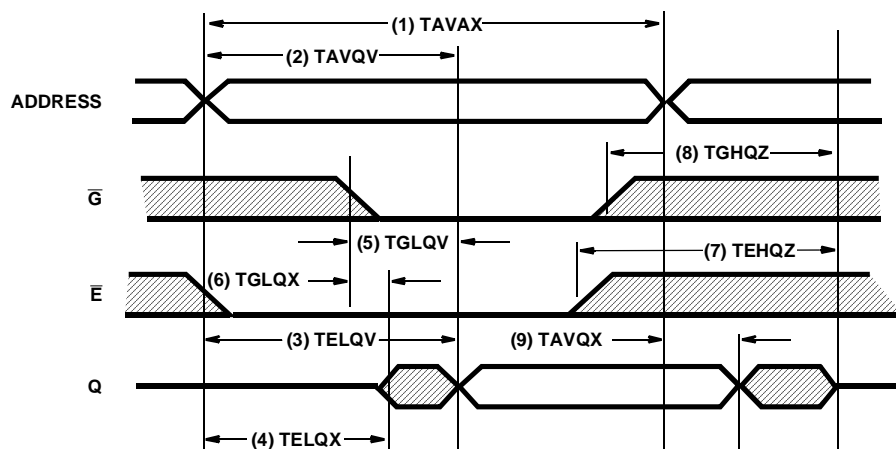 (1) TAVAX
(2) TAVQV
ADDRESS
(8) TGHQZ
G̅
(5) TGLQV
(7) TEHQZ
(6) TGLQX
E̅
(3) TELQV
(9) TAVQX
Q
(4) TELQX